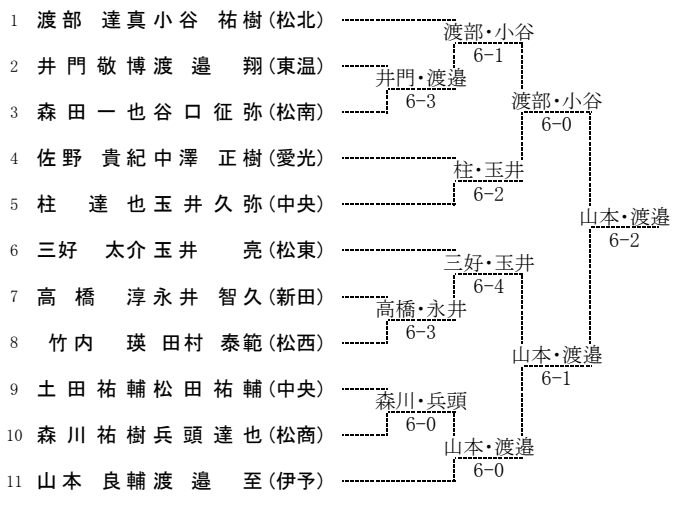 1 渡部 達真 小谷 祐樹 (松北)
渡部・小谷
6-1
2 井門敬博 渡邉 翔 (東温)
井門・渡邉
6-3
渡部・小谷
6-0
3 森田一也 谷口征弥 (松南)
4 佐野 貴紀 中澤 正樹 (愛光)
柱・玉井
6-2
5 柱 達也 玉井久弥 (中央)
山本・渡邉
6-2
6 三好 太介 玉井 亮 (松東)
三好・玉井
6-4
7 高橋 淳 永井 智久 (新田)
高橋・永井
6-3
8 竹内 瑛 田村 泰範 (松西)
山本・渡邉
6-1
9 土田祐輔 松田祐輔 (中央)
森川・兵頭
6-0
10 森川祐樹 兵頭達也 (松商)
山本・渡邉
6-0
11 山本 良輔 渡邉 至 (伊予)